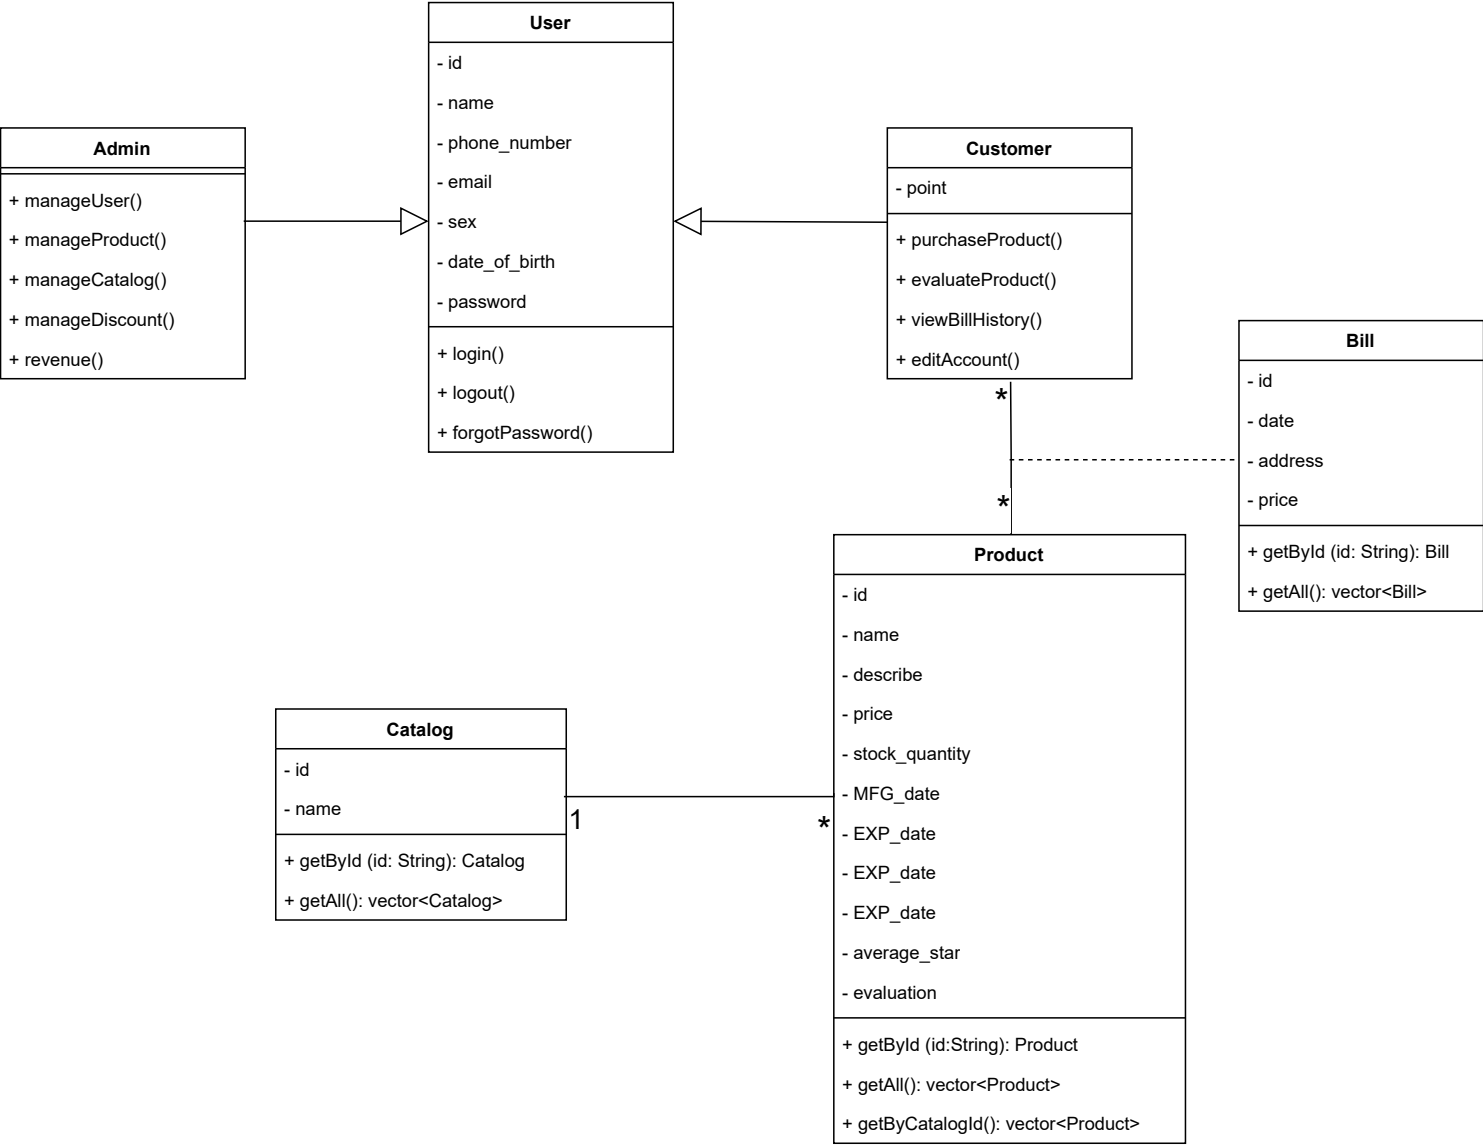 User
- id
- name
- phone_number
- email
- sex
- date_of_birth
- password
+ login()
+ logout()
+ forgotPassword()
Admin
+ manageUser()
+ manageProduct()
+ manageCatalog()
+ manageDiscount()
+ revenue()
Customer
- point
+ purchaseProduct()
+ evaluateProduct()
+ viewBillHistory()
+ editAccount()
*
*
Bill
- id
- date
- address
- price
+ getById (id: String): Bill
+ getAll(): vector<Bill>
Product
- id
- name
- describe
- price
- stock_quantity
- MFG_date
- EXP_date
- EXP_date
- EXP_date
- average_star
- evaluation
+ getById (id:String): Product
+ getAll(): vector<Product>
+ getByCatalogId(): vector<Product>
Catalog
- id
- name
+ getById (id: String): Catalog
+ getAll(): vector<Catalog>
1
*